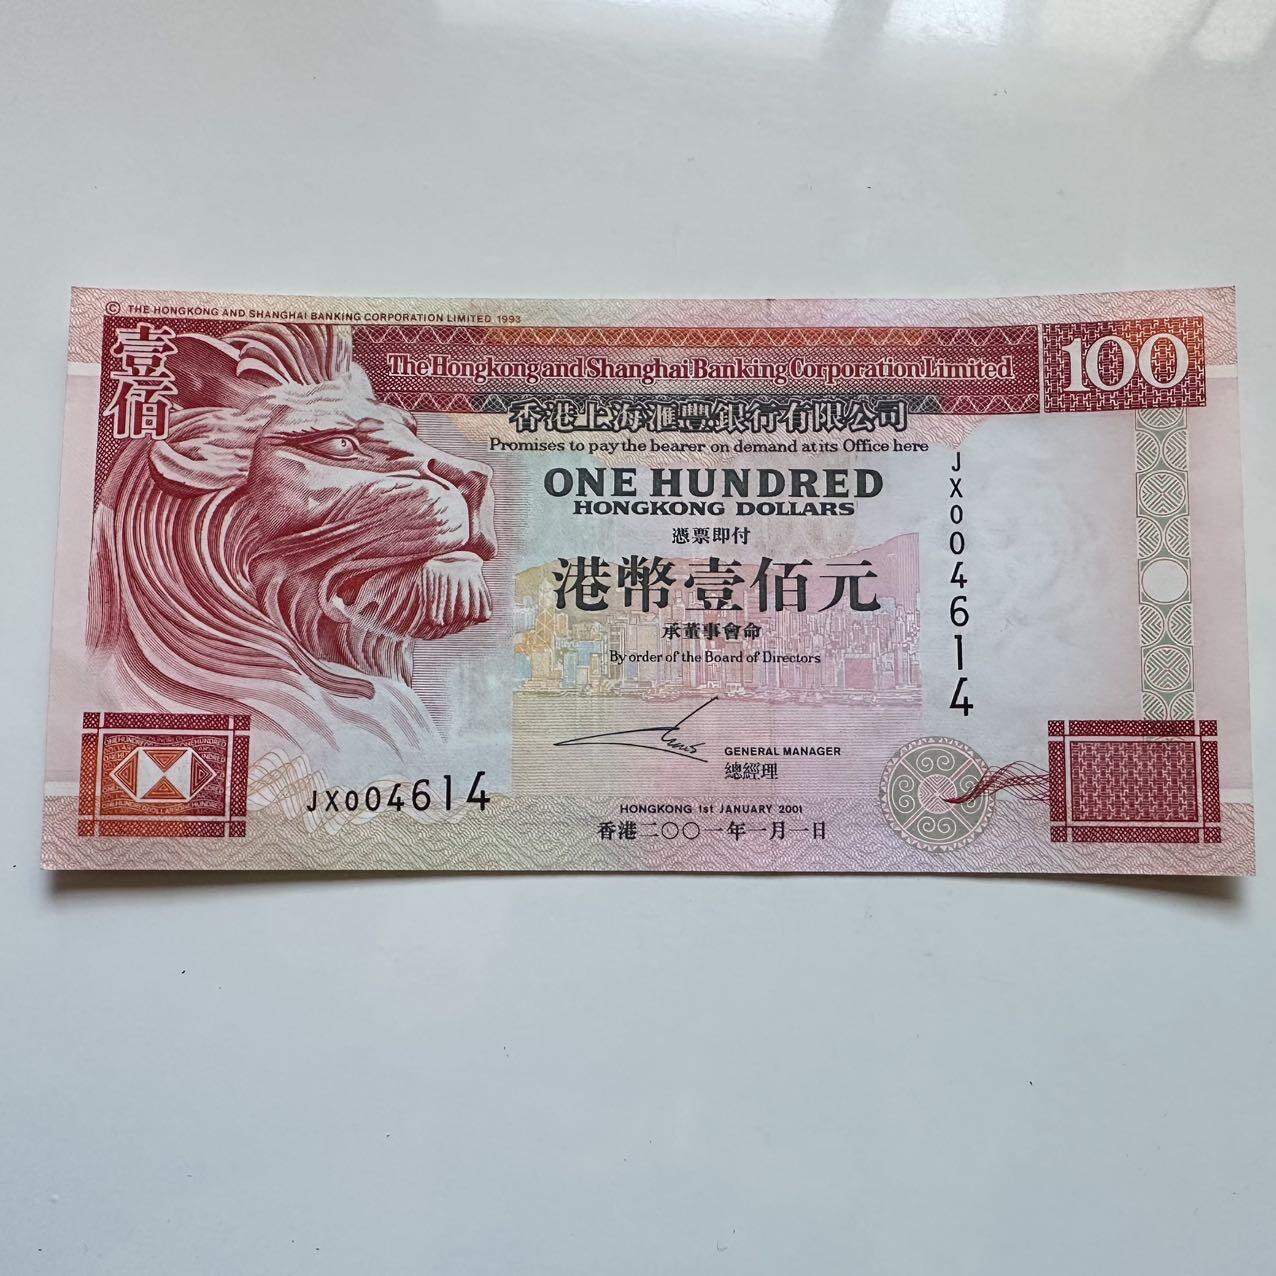 © THE HONGKONG AND SHANGHAI BANKING CORPORATION LIMITED 1993
壹佰
The Hongkong and Shanghai Banking Corporation Limited
100
香港上海滙豐銀行有限公司
Promises to pay the bearer on demand at its Office here
JX004614
ONE HUNDRED
HONGKONG DOLLARS
憑票即付
港幣壹佰元
承董事會命
By order of the Board of Directors
GENERAL MANAGER
總經理
JX004614
HONGKONG 1st JANUARY 2001
香港二〇〇一年一月一日